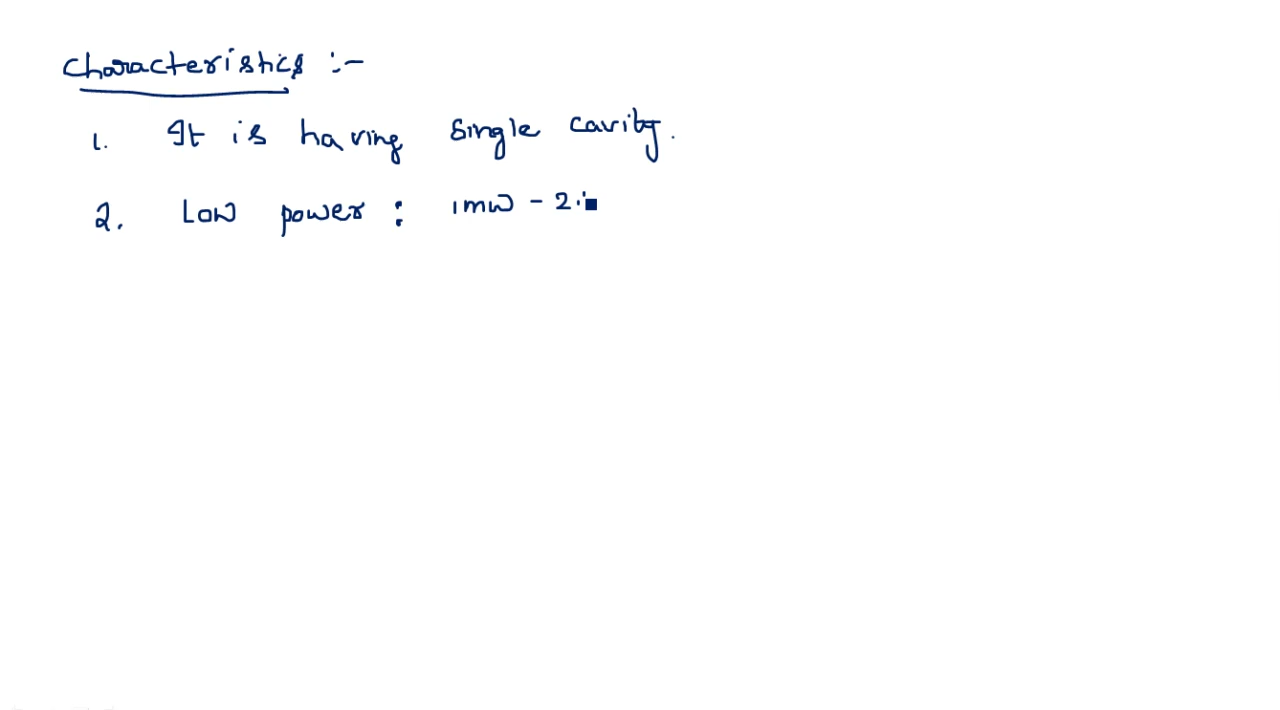 Characteristics :-
1. It is having single cavity.
2. Low power : 1mW - 2.